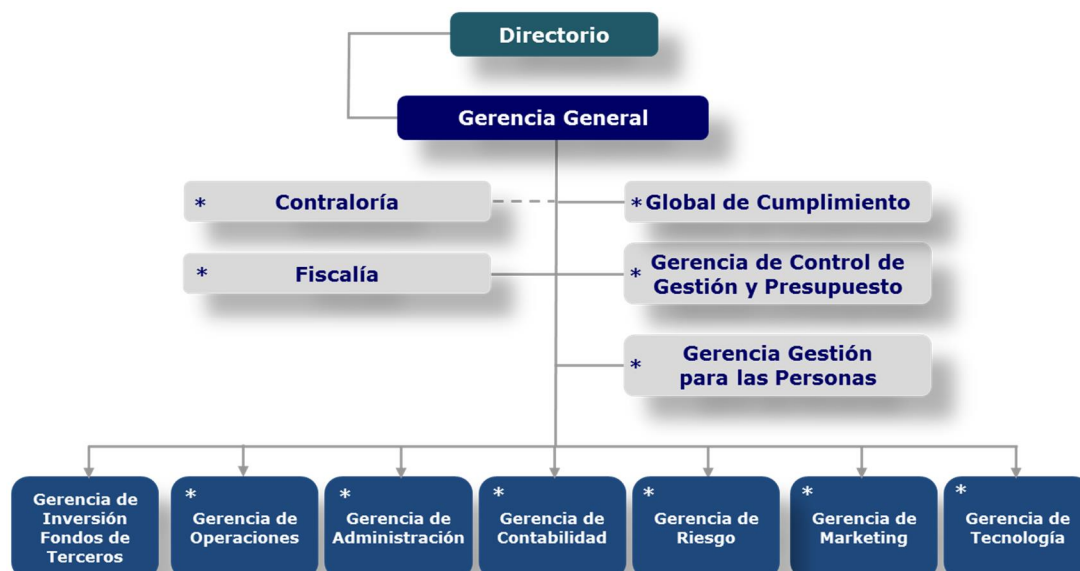 Directorio
Gerencia General
* Contraloría
* Global de Cumplimiento
* Fiscalía
* Gerencia de Control de
Gestión y Presupuesto
* Gerencia Gestión
para las Personas
Gerencia de
Inversión
Fondos de
Terceros
*
Gerencia de
Operaciones
*
Gerencia de
Administración
*
Gerencia de
Contabilidad
*
Gerencia de
Riesgo
*
Gerencia de
Marketing
*
Gerencia de
Tecnología